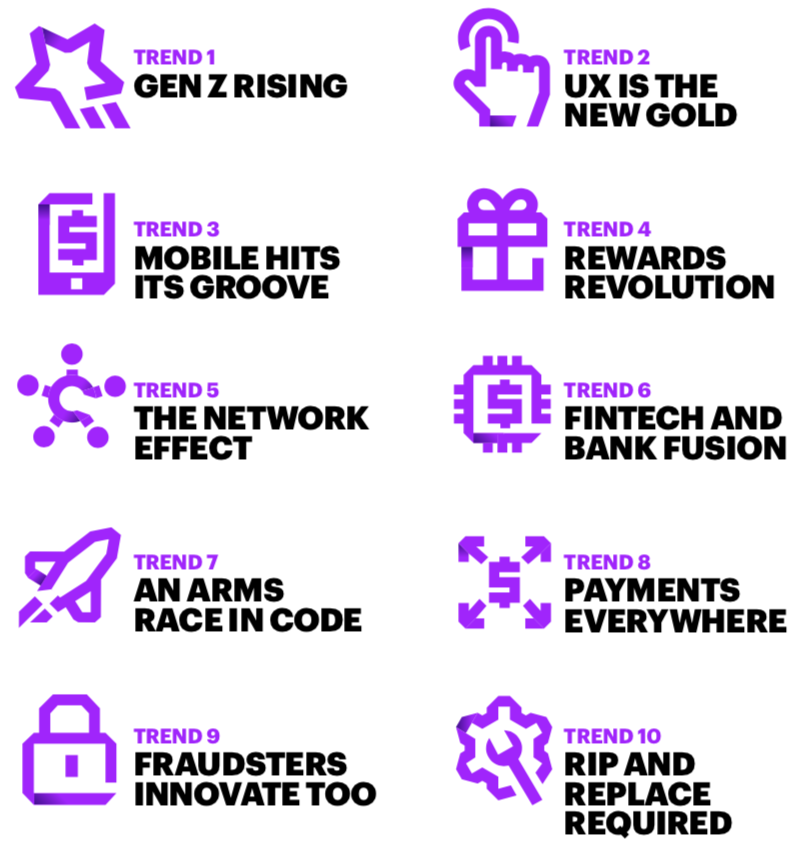 TREND 1
GEN Z RISING
TREND 2
UX IS THE
NEW GOLD
TREND 3
MOBILE HITS
ITS GROOVE
TREND 4
REWARDS
REVOLUTION
TREND 5
THE NETWORK
EFFECT
TREND 6
FINTECH AND
BANK FUSION
TREND 7
AN ARMS
RACE IN CODE
TREND 8
PAYMENTS
EVERYWHERE
TREND 9
FRAUDSTERS
INNOVATE TOO
TREND 10
RIP AND
REPLACE
REQUIRED